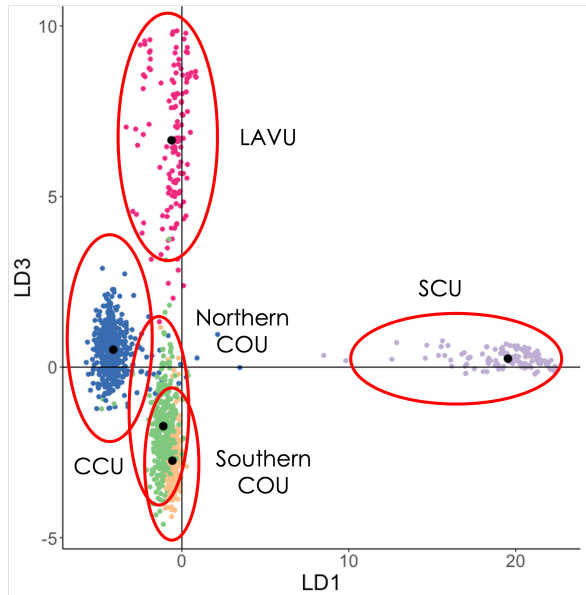 10
LAVU
5
LD3
SCU
Northern
COU
0
CCU
Southern
COU
-5
0
10
20
LD1